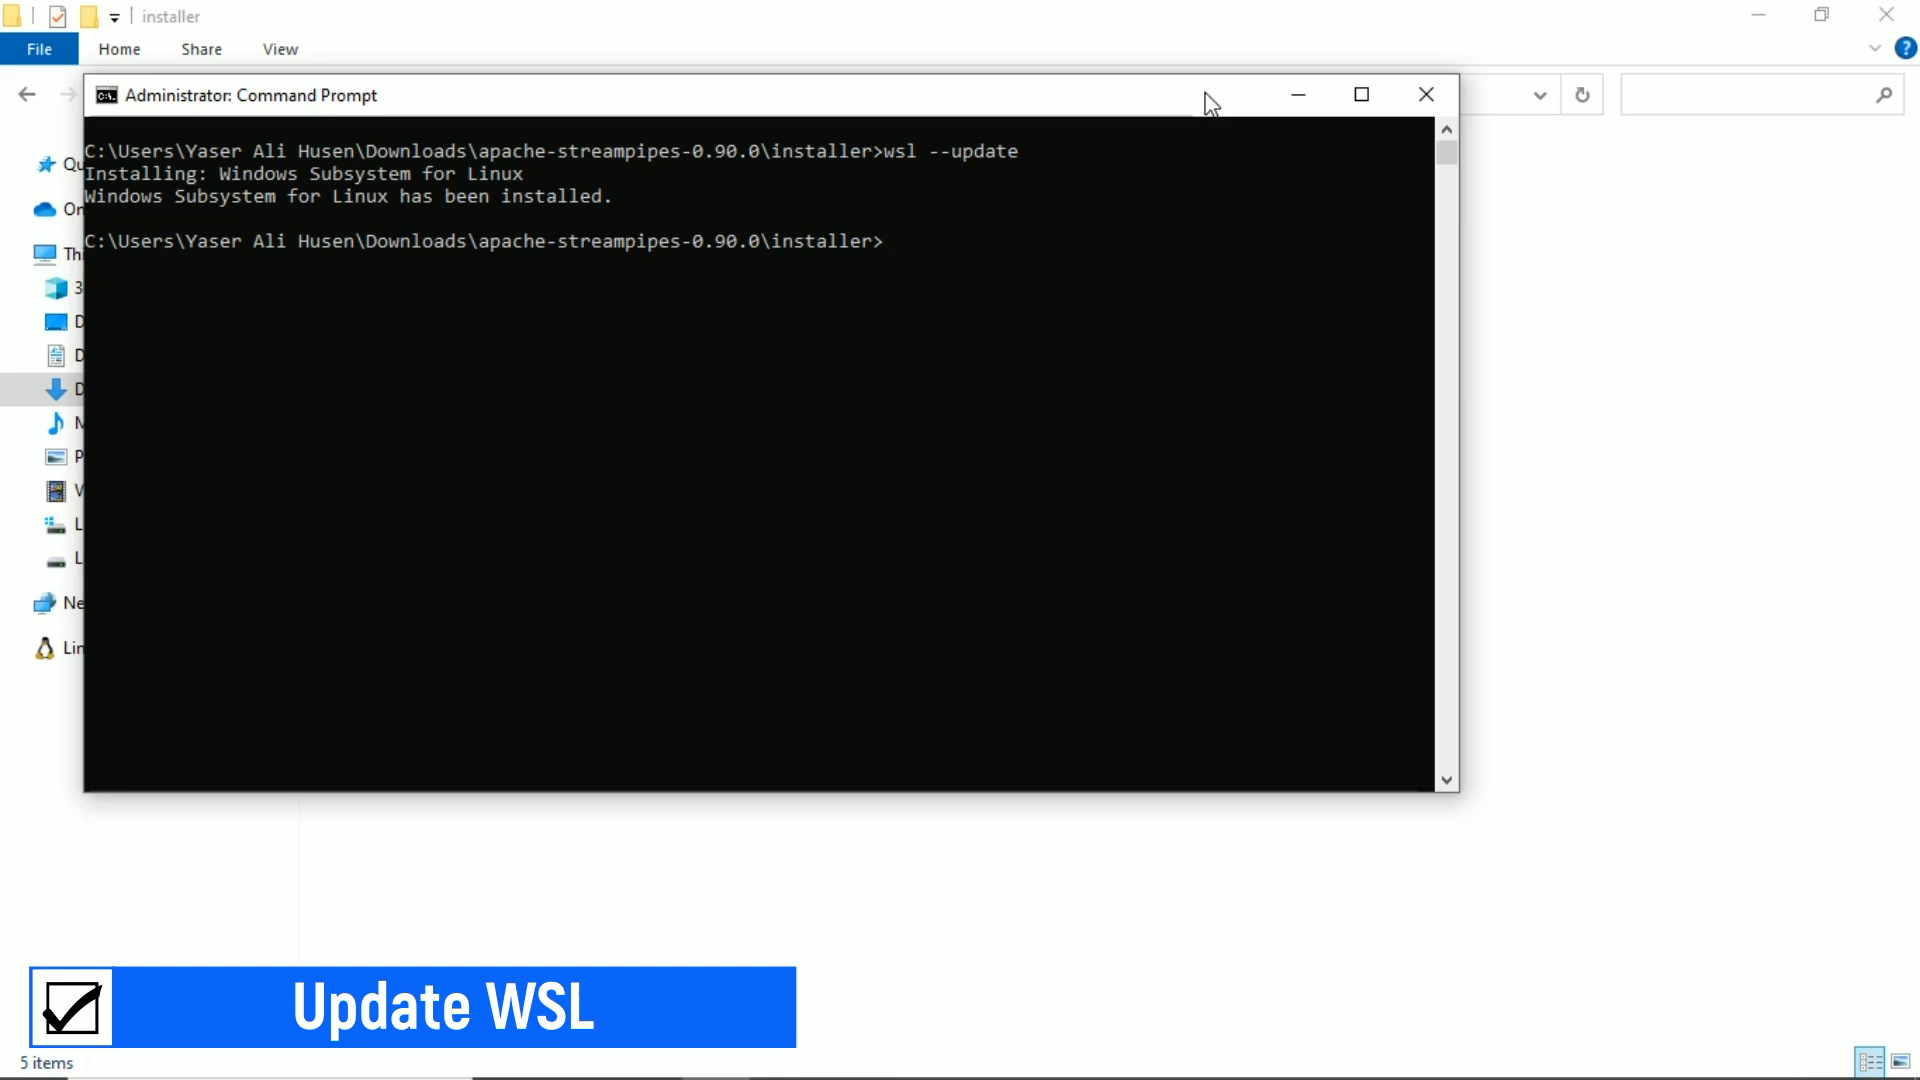 installer
File Home Share View
Administrator: Command Prompt
C:\Users\Yaser Ali Husen\Downloads\apache-streampipes-0.90.0\installer>wsl --update
Installing: Windows Subsystem for Linux
Windows Subsystem for Linux has been installed.
C:\Users\Yaser Ali Husen\Downloads\apache-streampipes-0.90.0\installer>
Update WSL
5 items